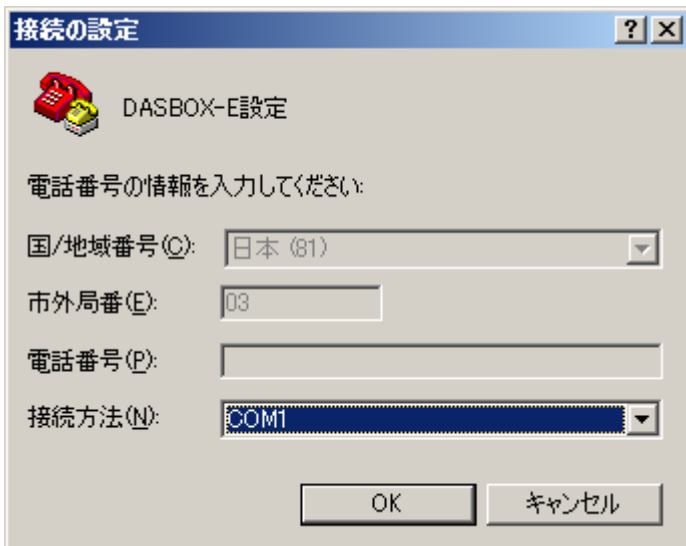 接続の設定
DASBOX-E設定
電話番号の情報を入力してください:
国/地域番号(C): 日本 (81)
市外局番(E): 03
電話番号(P):
接続方法(N): COM1
OK キャンセル